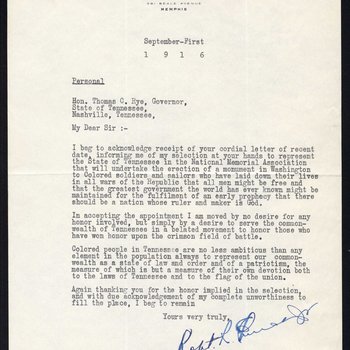 391 BEALE AVENUE
MEMPHIS
September-First
1 9 1 6
Personal
Hon. Thomas C. Rye, Governor,
State of Tennessee,
Nashville, Tennessee,
My Dear Sir :-
I beg to acknowledge receipt of your cordial letter of recent
date, informing me of my selection at your hands to represent
the State of Tennessee in the National Memorial Association
that will undertake the erection of a monument in Washington
to Colored soldiers and sailors who have laid down their lives
in all wars of the Republic that all men might be free and
that the greatest government the world has ever known might be
maintained for the fulfilment of an early prophecy that there
should be a nation whose ruler and maker is God.
In accepting the appointment I am moved by no desire for any
honor involved, but simply by a desire to serve the common-
wealth of Tennessee in a belated movement to honor those who
have won honor upon the crimson field of battle.
Colored people in Tennessee are no less ambitious than any
element in the population always to represent our common-
wealth as a state of law and order and of a patriotism, the
measure of which is but a measure of their own devotion both
to the laws of Tennessee and to the flag of the union.
Again thanking you for the honor implied in the selection,
and with due acknowledgement of my complete unworthiness to
fill the place, I beg to remain
Yours very truly,
Robt. R. Church Jr